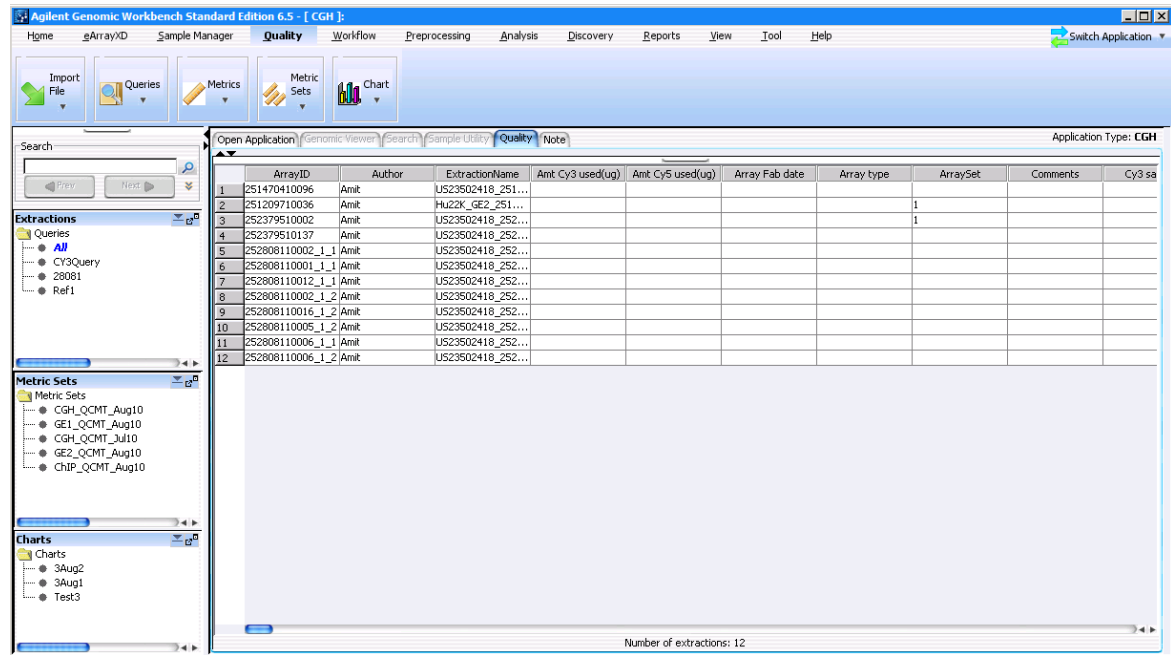 Agilent Genomic Workbench Standard Edition 6.5 - [ CGH ]:
Home eArrayXD Sample Manager Quality Workflow Preprocessing Analysis Discovery Reports View Tool Help Switch Application
Import File Queries Metrics Metric Sets Chart
Search
Prev Next
Extractions
Queries
All
CY3Query
28081
Ref1
Metric Sets
Metric Sets
CGH_QCMT_Aug10
GE1_QCMT_Aug10
CGH_QCMT_Jul10
GE2_QCMT_Aug10
ChIP_QCMT_Aug10
Charts
Charts
3Aug2
3Aug1
Test3
Open Application Genomic Viewer Search Sample Utility Quality Note Application Type: CGH
ArrayID Author ExtractionName Amt Cy3 used(ug) Amt Cy5 used(ug) Array Fab date Array type ArraySet Comments Cy3 sa
1 251470410096 Amit US23502418_251...
2 251209710036 Amit Hu22K_GE2_251... 1
3 252379510002 Amit US23502418_252... 1
4 252379510137 Amit US23502418_252...
5 252808110002_1_1 Amit US23502418_252...
6 252808110001_1_1 Amit US23502418_252...
7 252808110012_1_1 Amit US23502418_252...
8 252808110002_1_2 Amit US23502418_252...
9 252808110016_1_2 Amit US23502418_252...
10 252808110005_1_2 Amit US23502418_252...
11 252808110006_1_1 Amit US23502418_252...
12 252808110006_1_2 Amit US23502418_252...
Number of extractions: 12